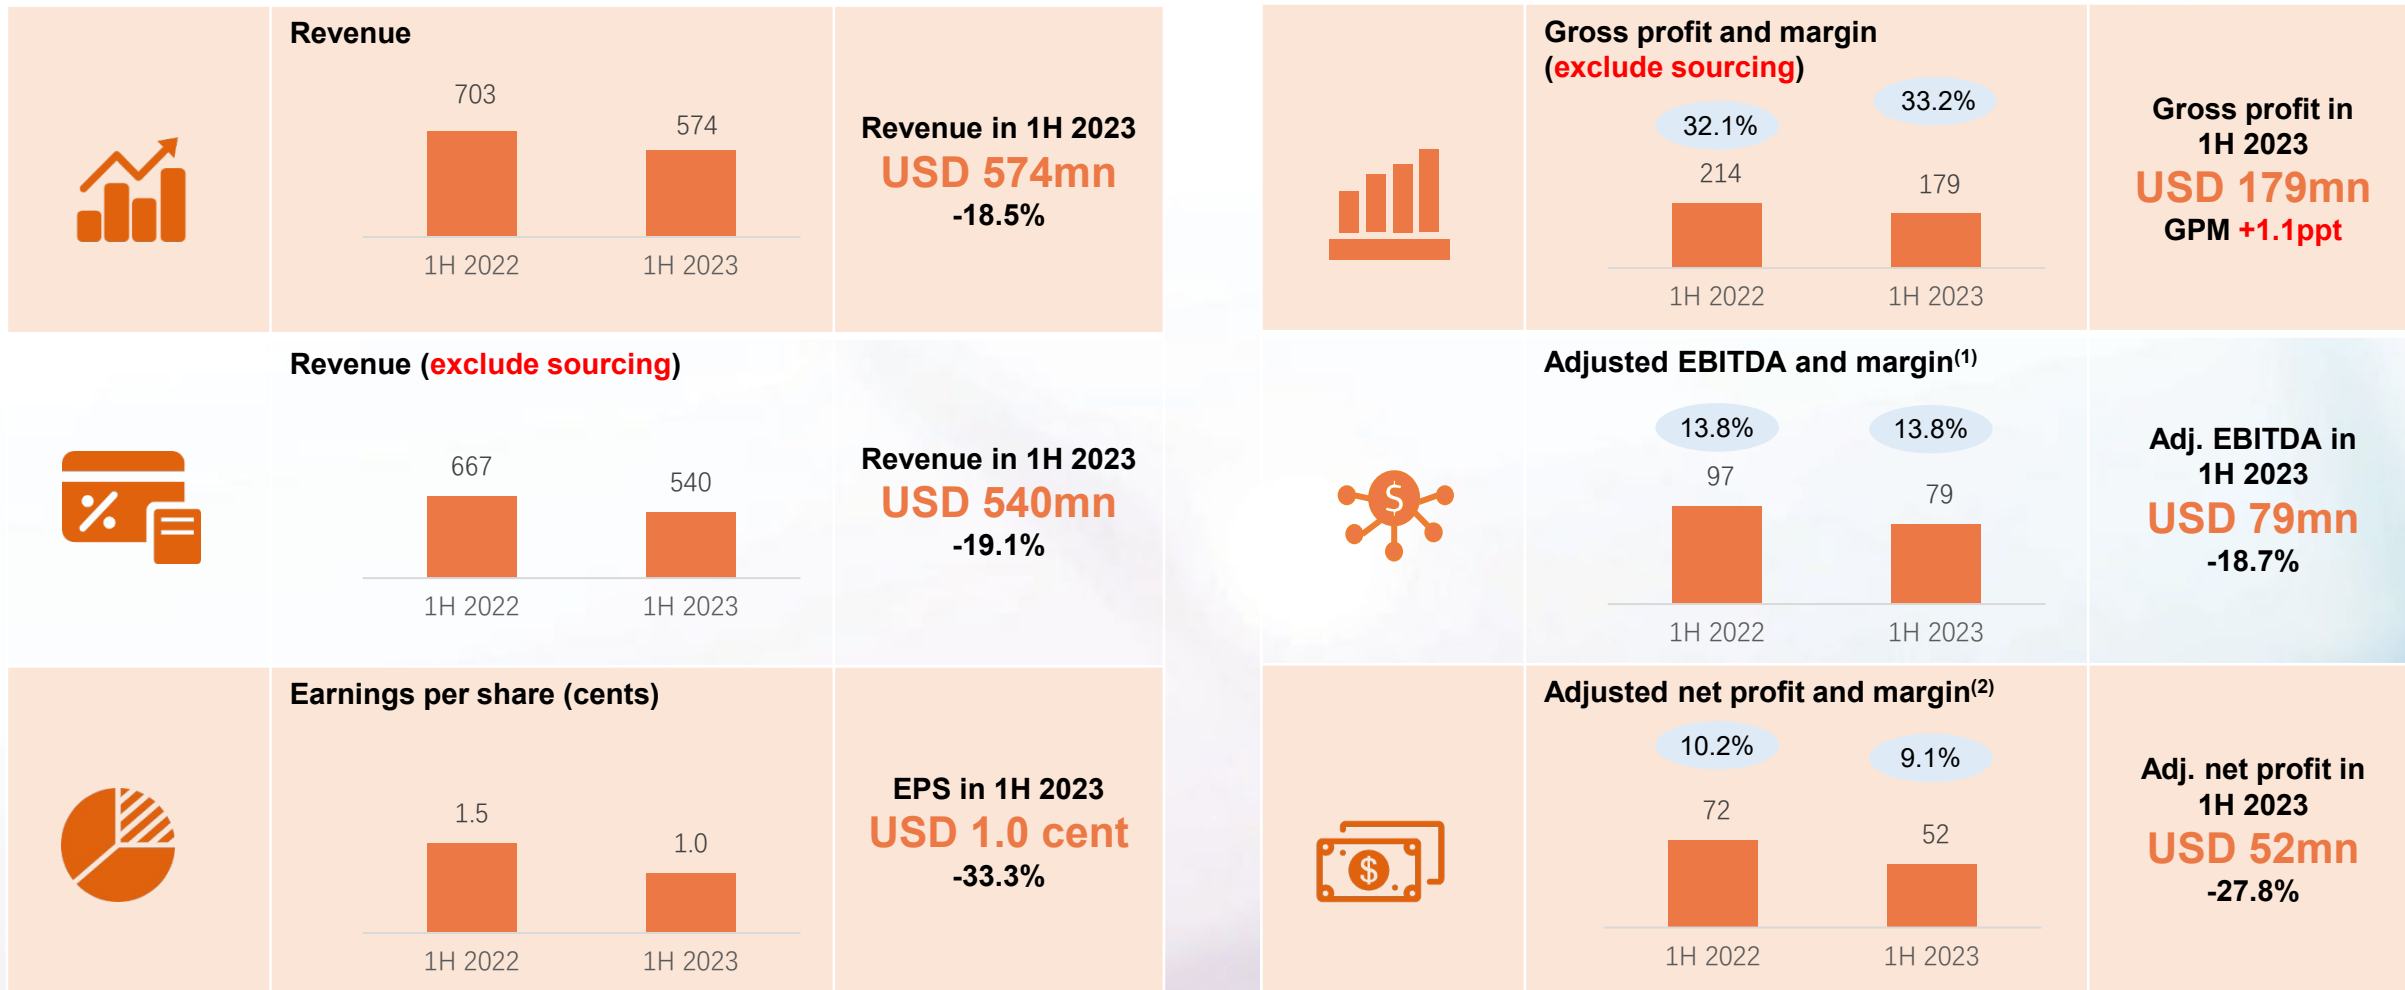 Revenue
703
574
1H 2022
1H 2023
Revenue in 1H 2023
USD 574mn
-18.5%
Revenue (exclude sourcing)
667
540
1H 2022
1H 2023
Revenue in 1H 2023
USD 540mn
-19.1%
Earnings per share (cents)
1.5
1.0
1H 2022
1H 2023
EPS in 1H 2023
USD 1.0 cent
-33.3%
Gross profit and margin
(exclude sourcing)
32.1%
33.2%
214
179
1H 2022
1H 2023
Gross profit in
1H 2023
USD 179mn
GPM +1.1ppt
Adjusted EBITDA and margin(1)
13.8%
13.8%
97
79
1H 2022
1H 2023
$
Adj. EBITDA in
1H 2023
USD 79mn
-18.7%
Adjusted net profit and margin(2)
10.2%
9.1%
72
52
1H 2022
1H 2023
$
Adj. net profit in
1H 2023
USD 52mn
-27.8%
%